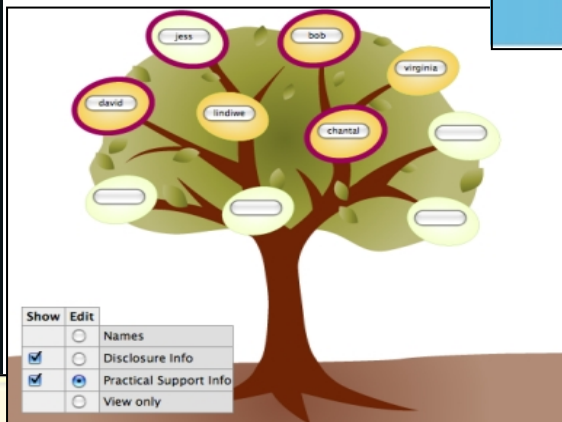 jess
bob
virginia
david
lindiwe
chantal
Show Edit
Names
Disclosure Info
Practical Support Info
View only